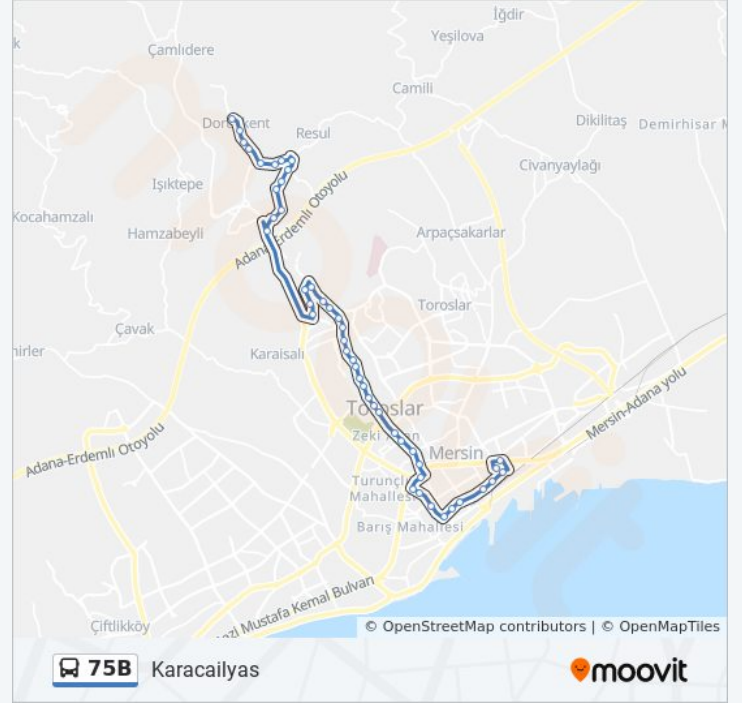 İğdir
Yeşilova
Çamlıdere
Camili
Dikilitaş
Demirhisar M
Resul
Civanyaylağı
Işıktepe
Kocahamzalı
Hamzabeyli
Arpaçsakarlar
Adana-Erdemli Otoyolu
Toroslar
Çavak
Karaisalı
Toroslar
Mersin-Adana yolu
Adana-Erdemli Otoyolu
Mersin
Mahallesi
Barış Mahallesi
Çiftlikköy
azi Mustafa Kemal Bulvarı
© OpenStreetMap contributors | © OpenMapTiles
75B Karacailyas
moovit